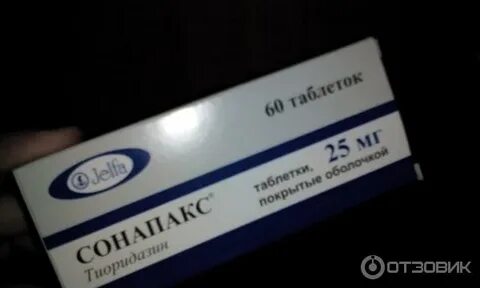 60 таблеток
Jelfa
СОНАПАКС®
Тиоридазин
таблетки, 25 мг
покрытые оболочкой
ОТЗОВИК